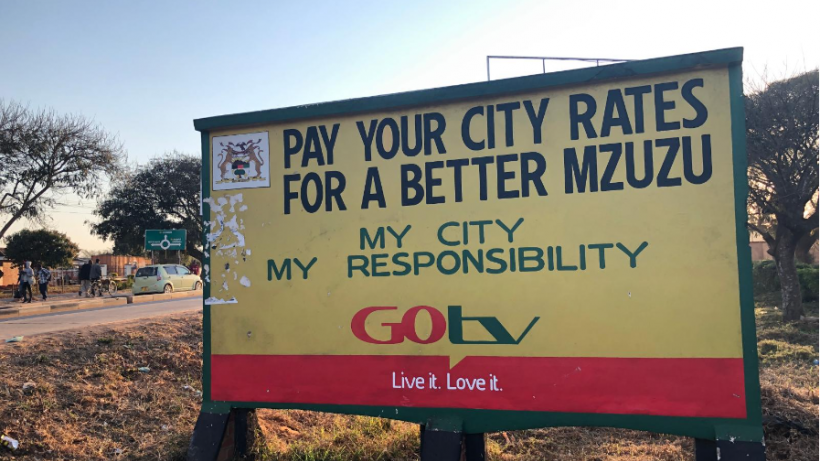 PAY YOUR CITY RATES
FOR A BETTER MZUZU
MY CITY
MY RESPONSIBILITY
GOtv
Live it. Love it.